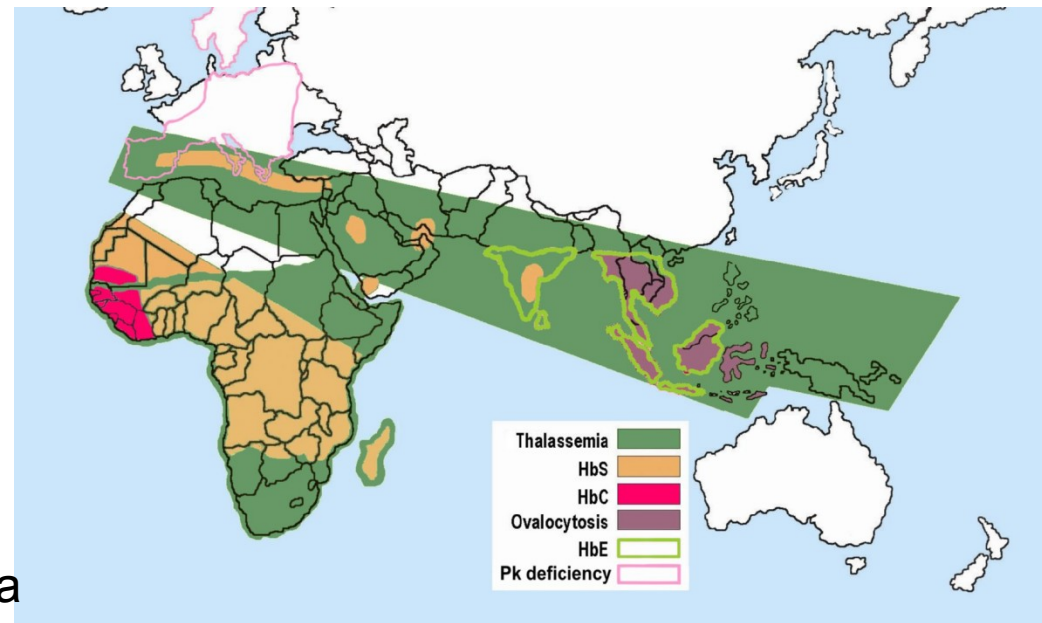 Thalassemia
HbS
HbC
Ovalocytosis
HbE
Pk deficiency
a